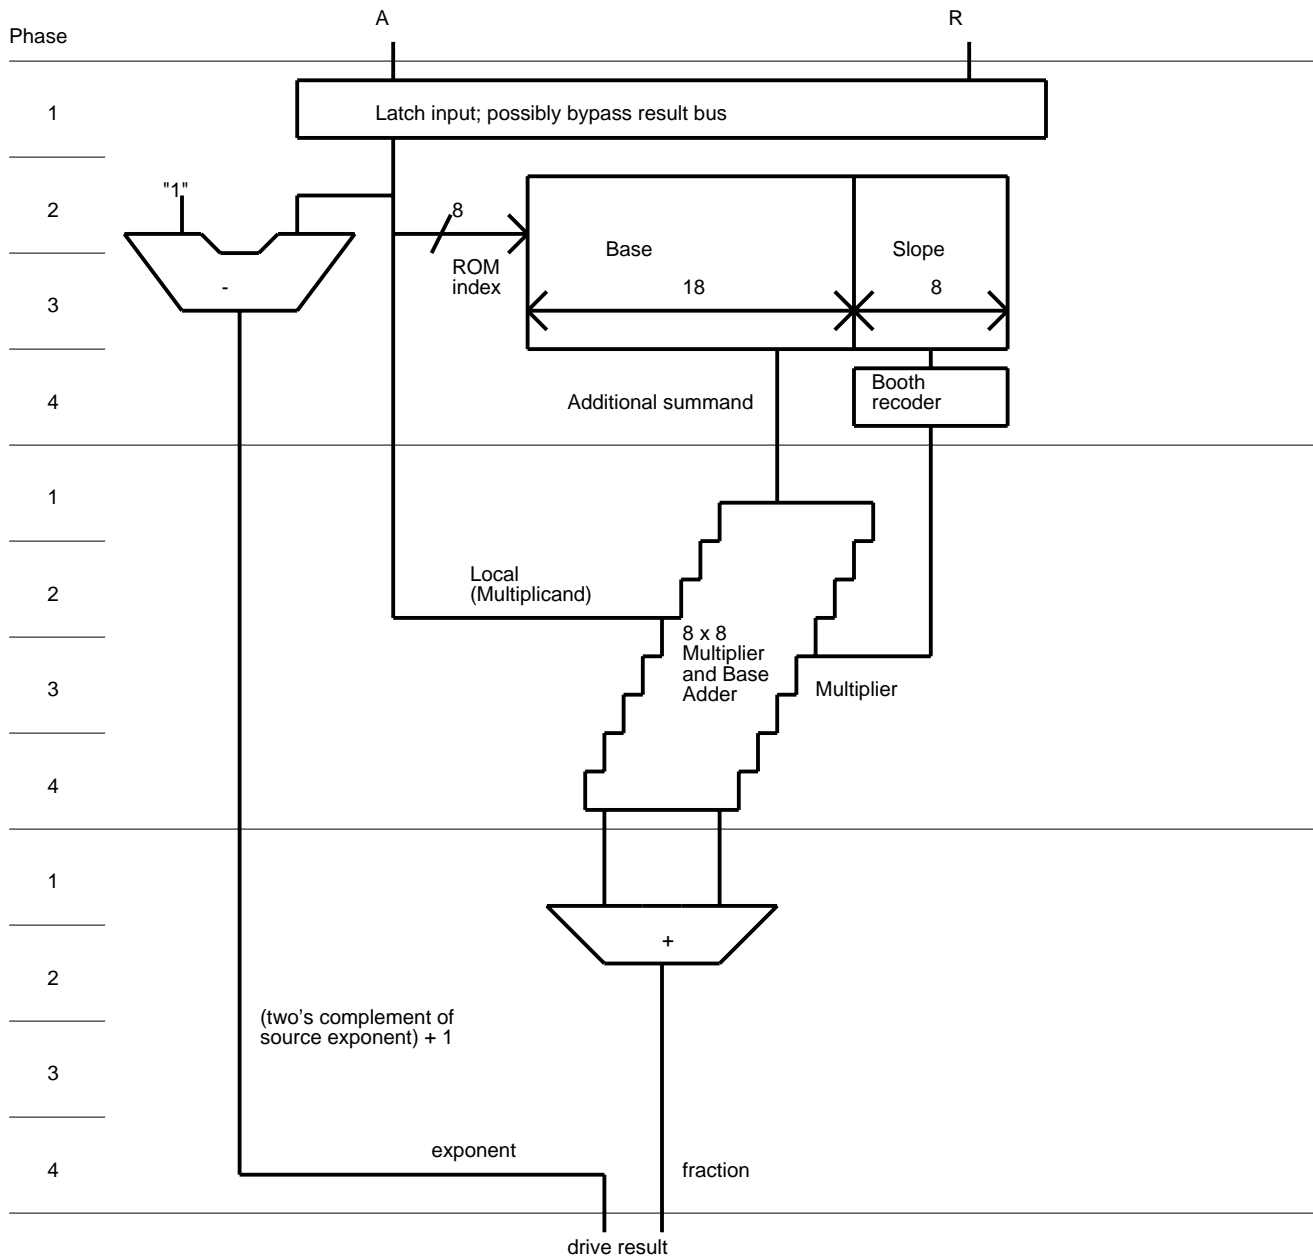 A
R
Phase
1
Latch input; possibly bypass result bus
"1"
2
8
Base
Slope
ROM
index
-
3
18
8
4
Additional summand
Booth
recoder
1
Local
(Multiplicand)
2
8 x 8
Multiplier
and Base
Adder
3
Multiplier
4
1
+
2
(two's complement of
source exponent) + 1
3
exponent
4
fraction
drive result